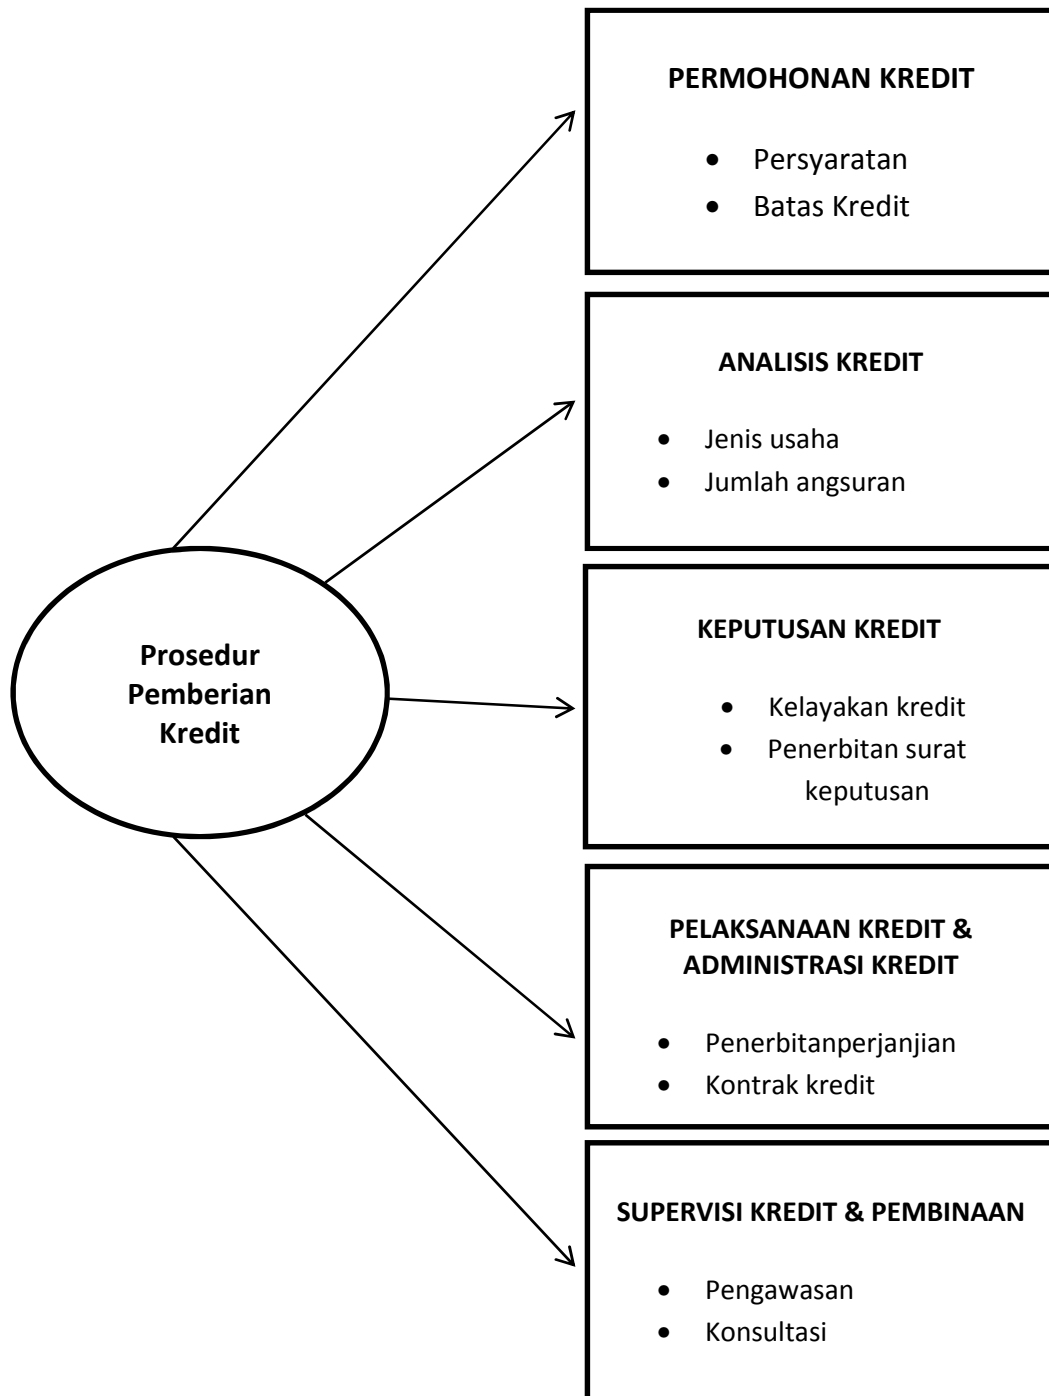 PERMOHONAN KREDIT
• Persyaratan
• Batas Kredit
ANALISIS KREDIT
• Jenis usaha
• Jumlah angsuran
Prosedur
Pemberian
Kredit
KEPUTUSAN KREDIT
• Kelayakan kredit
• Penerbitan surat
keputusan
PELAKSANAAN KREDIT &
ADMINISTRASI KREDIT
• Penerbitanperjanjian
• Kontrak kredit
SUPERVISI KREDIT & PEMBINAAN
• Pengawasan
• Konsultasi